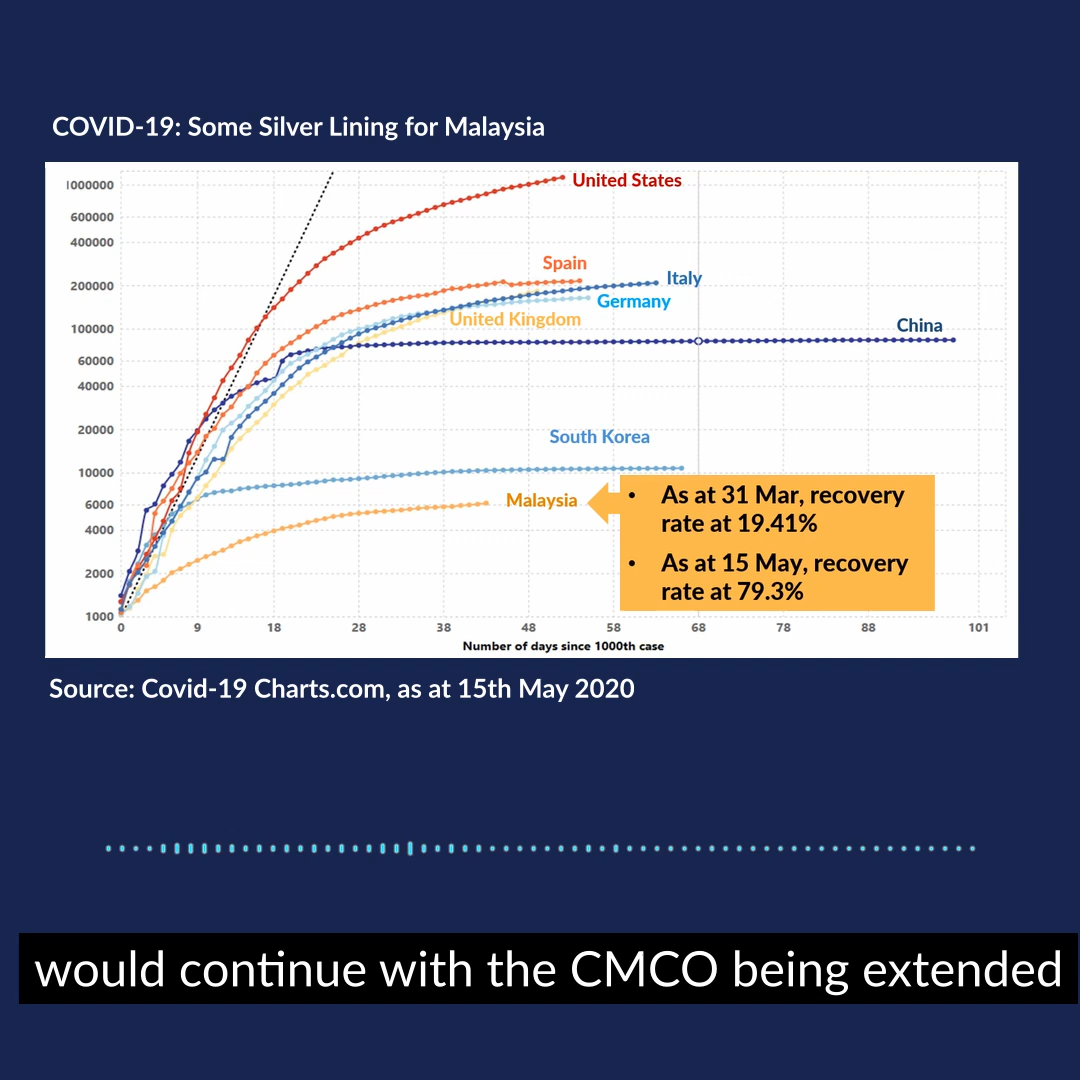 COVID-19: Some Silver Lining for Malaysia
1000000
600000
400000
200000
100000
60000
40000
20000
10000
6000
4000
2000
1000
United States
Spain
Italy
Germany
United Kingdom
China
South Korea
Malaysia
• As at 31 Mar, recovery
rate at 19.41%
• As at 15 May, recovery
rate at 79.3%
0 9 18 28 38 48 58 68 78 88 101
Number of days since 1000th case
Source: Covid-19 Charts.com, as at 15th May 2020
would continue with the CMCO being extended